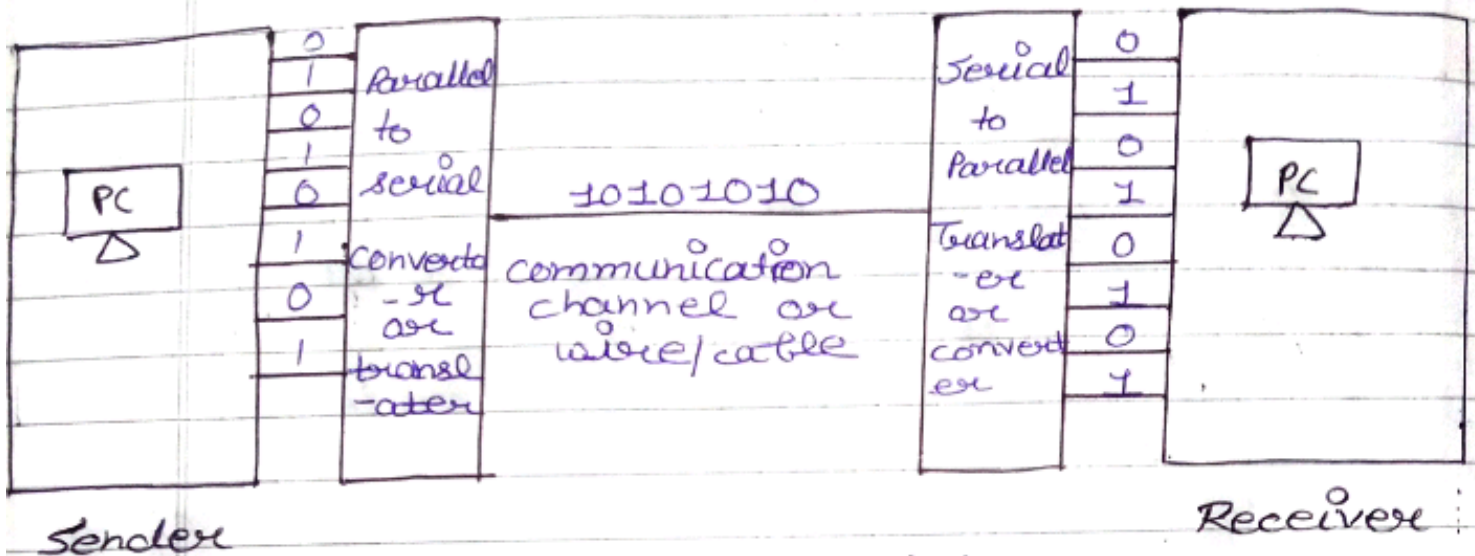 PC
0
1
0
1
0
1
0
1
Parallel
to
serial
converto
-r
or
transl
-ater
10101010
communication
channel or
wire/cable
Serial
to
Parallel
Translat
-er
or
convert
er
0
1
0
1
0
1
0
1
PC
Sender
Receiver